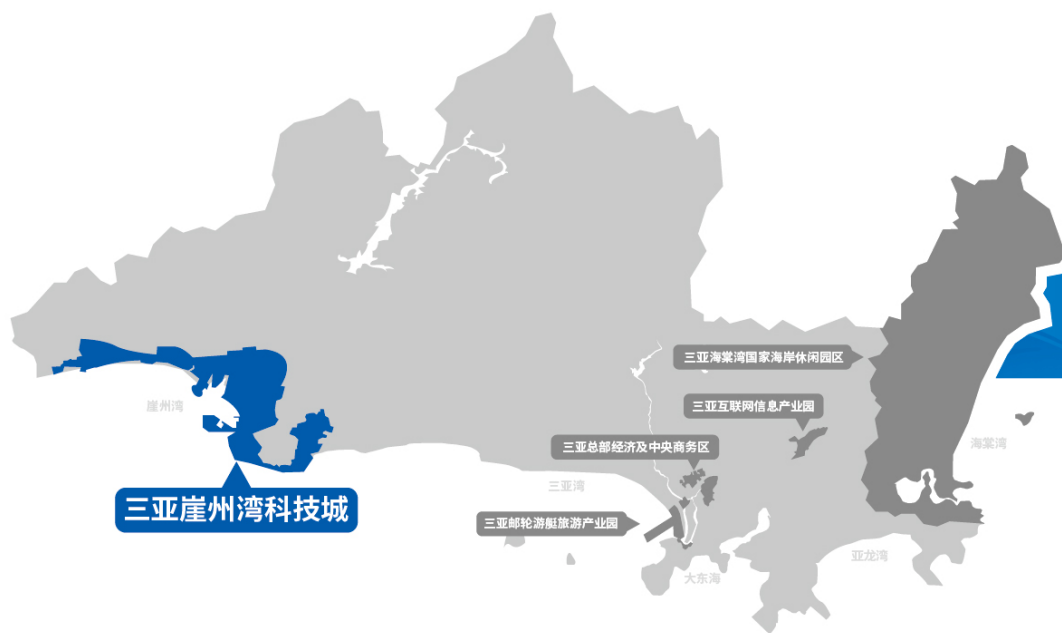 三亚海棠湾国家海岸休闲园区
三亚互联网信息产业园
崖州湾
海棠湾
三亚总部经济及中央商务区
三亚湾
三亚崖州湾科技城
三亚邮轮游艇旅游产业园
亚龙湾
大东海